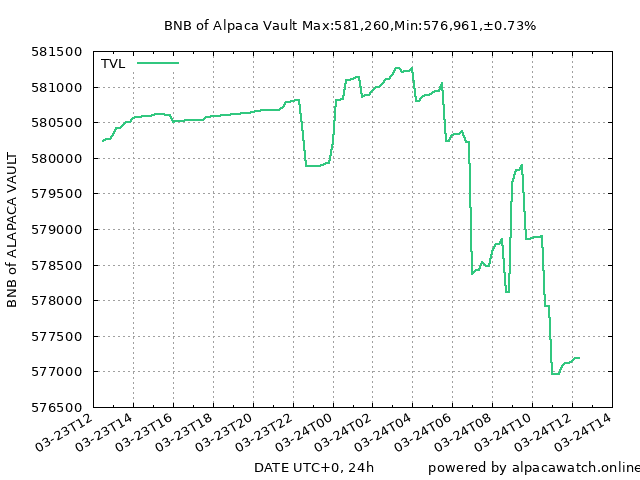 BNB of Alpaca Vault Max:581,260,Min:576,961,±0.73%
TVL
581500
581000
580500
580000
579500
579000
578500
578000
577500
577000
576500
BNB of ALAPACA VAULT
03-23T12
03-23T14
03-23T16
03-23T18
03-23T20
03-23T22
03-24T00
03-24T02
03-24T04
03-24T06
03-24T08
03-24T10
03-24T12
03-24T14
DATE UTC+0, 24h
powered by alpacawatch.online